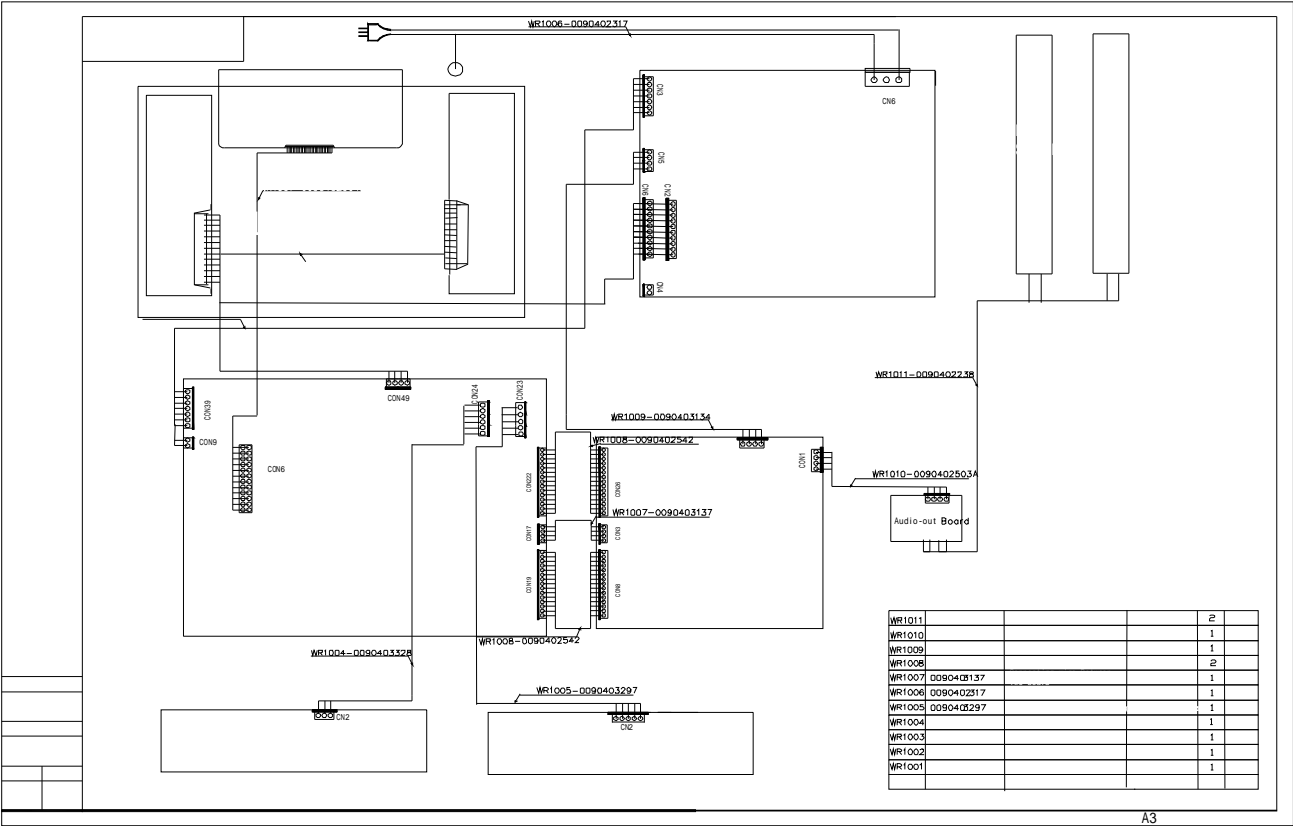 WR1006-0090402317
CN3
CN6
CN5
CN6
CN2
CN4
WR1011-0090402238
CON49
CON24
CON23
CON39
CON9
CON6
WR1009-0090403134
WR1008-0090402542
CON1
WR1010-0090402503A
CON222
CON26
WR1007-0090403137
Audio-out Board
CON17
CON3
CON19
CON8
WR1008-0090402542
WR1004-0090403328
WR1005-0090403297
CN2
CN2
WR1011 2
WR1010 1
WR1009 1
WR1008 2
WR1007 0090403137 1
WR1006 0090402317 1
WR1005 0090403297 1
WR1004 1
WR1003 1
WR1002 1
WR1001 1
A3